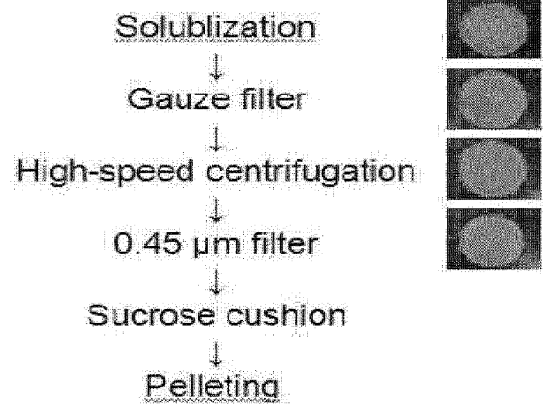 Solublization
↓
Gauze filter
↓
High-speed centrifugation
↓
0.45 µm filter
↓
Sucrose cushion
↓
Pelleting